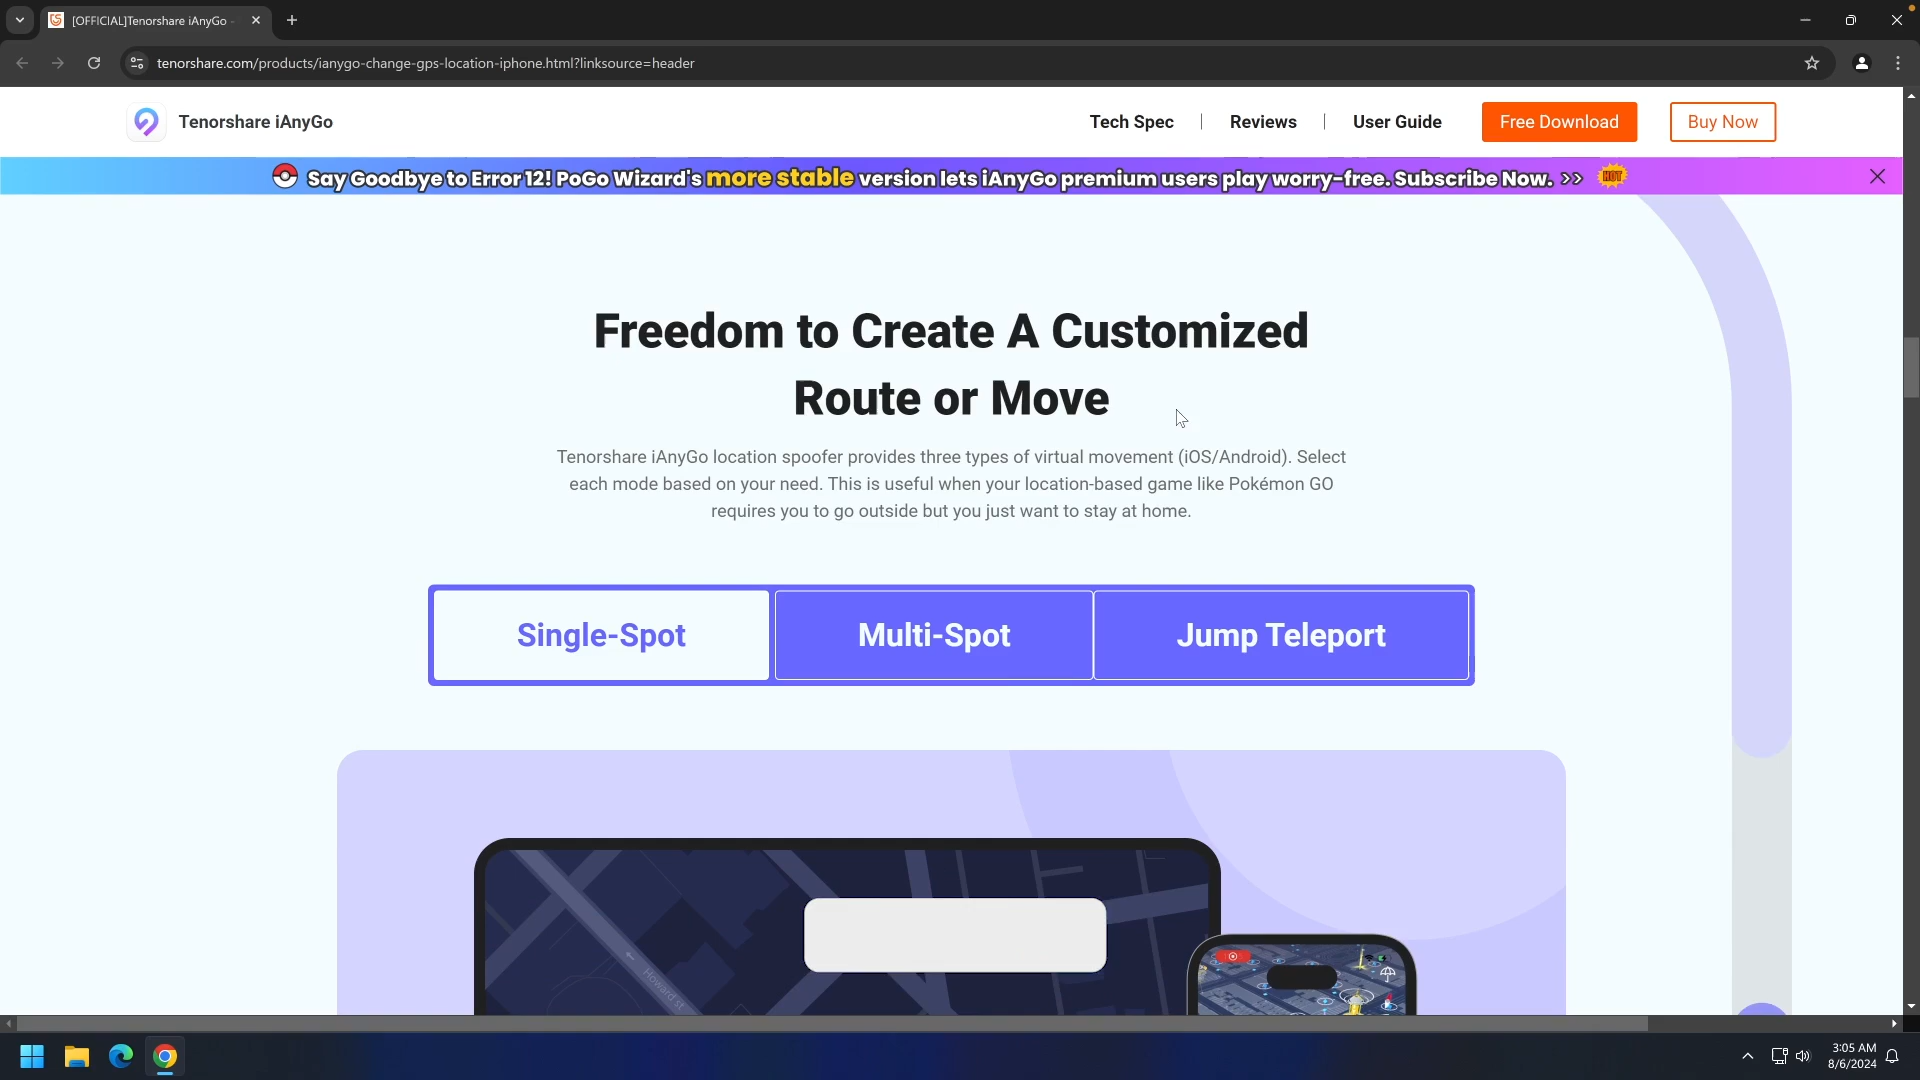 [OFFICIAL]Tenorshare iAnyGo -
tenorshare.com/products/ianygo-change-gps-location-iphone.html?linksource=header
Tenorshare iAnyGo
Tech Spec | Reviews | User Guide
Free Download
Buy Now
Say Goodbye to Error 12! PoGo Wizard's more stable version lets iAnyGo premium users play worry-free. Subscribe Now. >> HOT
Freedom to Create A Customized
Route or Move
Tenorshare iAnyGo location spoofer provides three types of virtual movement (iOS/Android). Select
each mode based on your need. This is useful when your location-based game like Pokémon GO
requires you to go outside but you just want to stay at home.
Single-Spot
Multi-Spot
Jump Teleport
Howard st
3:05 AM
8/6/2024